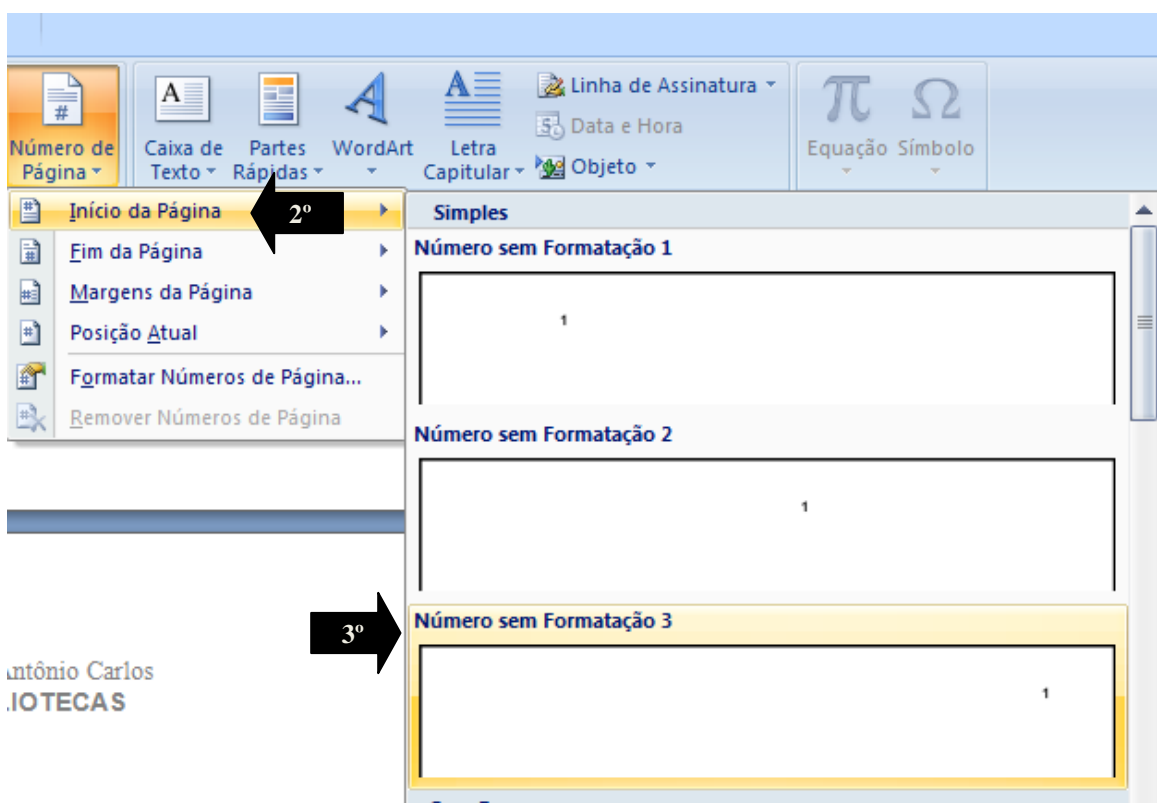 Linha de Assinatura
Data e Hora
Objeto
Número de
Página
Caixa de
Texto
Partes
Rápidas
WordArt
Letra
Capitular
Equação
Símbolo
Início da Página
2º
Fim da Página
Margens da Página
Posição Atual
Formatar Números de Página...
Remover Números de Página
Simples
Número sem Formatação 1
1
Número sem Formatação 2
1
3º
Número sem Formatação 3
1
ntônio Carlos
LIOTECAS